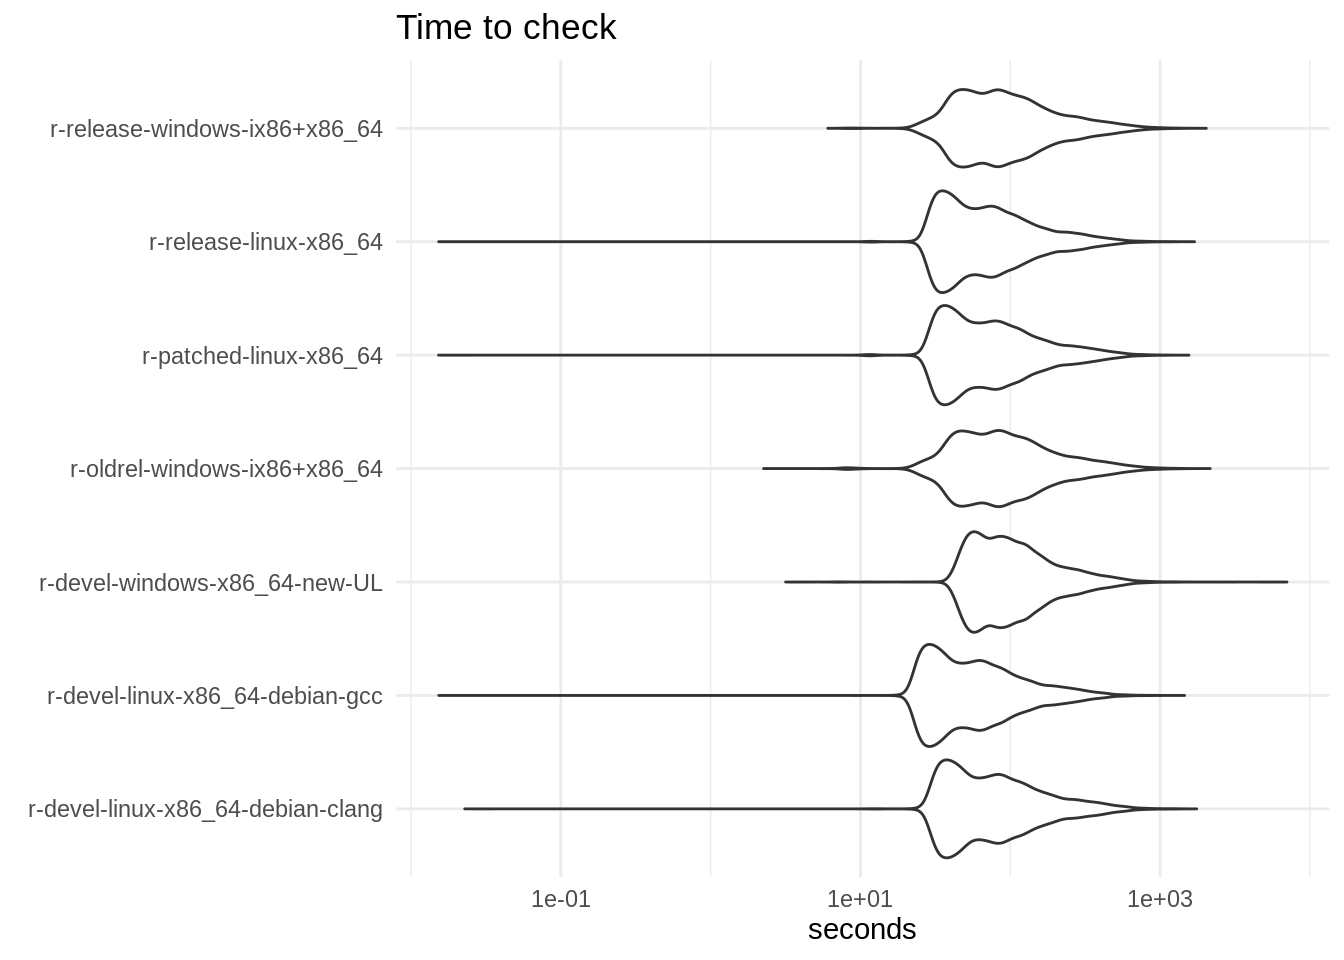 Time to check
r-release-windows-ix86+x86_64
r-release-linux-x86_64
r-patched-linux-x86_64
r-oldrel-windows-ix86+x86_64
r-devel-windows-x86_64-new-UL
r-devel-linux-x86_64-debian-gcc
r-devel-linux-x86_64-debian-clang
1e-01 1e+01 1e+03
seconds